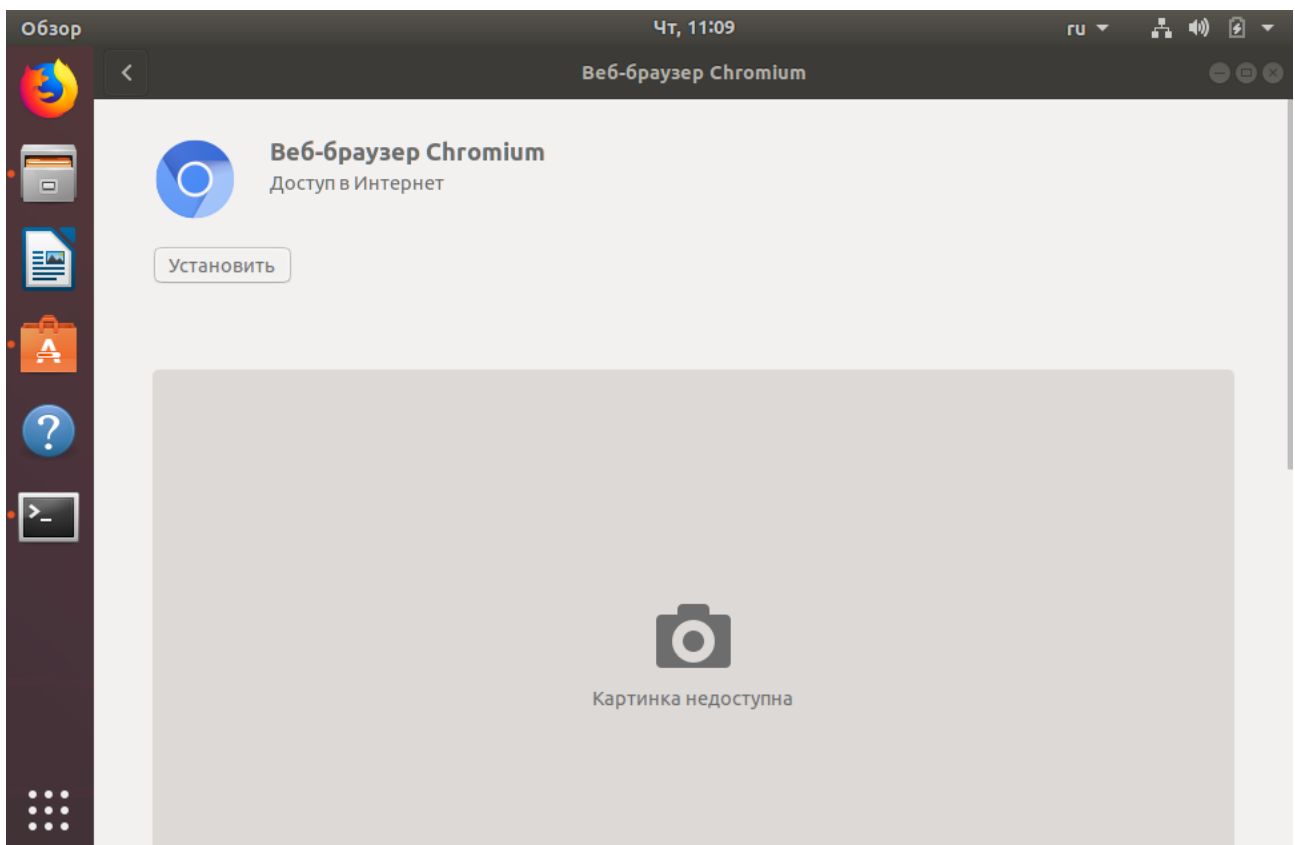 Обзор
Чт, 11:09
ru
Веб-браузер Chromium
Веб-браузер Chromium
Доступ в Интернет
Установить
Картинка недоступна